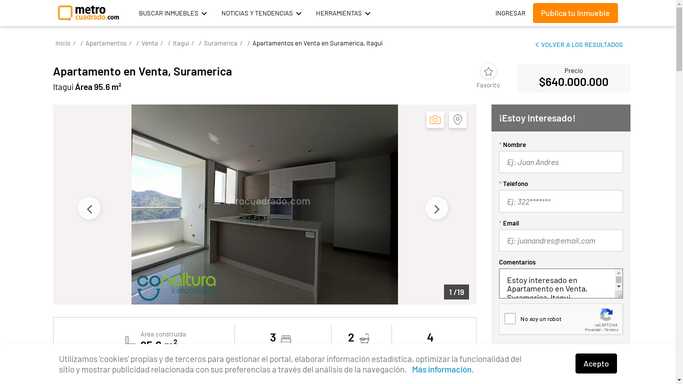 metro
cuadrado.com
BUSCAR INMUEBLES
NOTICIAS Y TENDENCIAS
HERRAMIENTAS
INGRESAR
Publica tu Inmueble
Inicio / / Apartamentos / / Venta / / Itagui / / Suramerica / / Apartamentos en Venta en Suramerica, Itagui
VOLVER A LOS RESULTADOS
Apartamento en Venta, Suramerica
Itagui Área 95.6 m²
Favorito
Precio
$640.000.000
conaltura
1 /19
¡Estoy Interesado!
* Nombre
Ej: Juan Andres
* Telefono
Ej: 322*******
* Email
Ej: juanandres@email.com
Comentarios
Estoy interesado en
Apartamento en Venta,
Suramerica, Itagui
No soy un robot
reCAPTCHA
Privacidad - Términos
Área construida
95.6 m²
3
2
4
Utilizamos 'cookies' propias y de terceros para gestionar el portal, elaborar información estadística, optimizar la funcionalidad del
sitio y mostrar publicidad relacionada con sus preferencias a través del análisis de la navegación. Más información.
Acepto